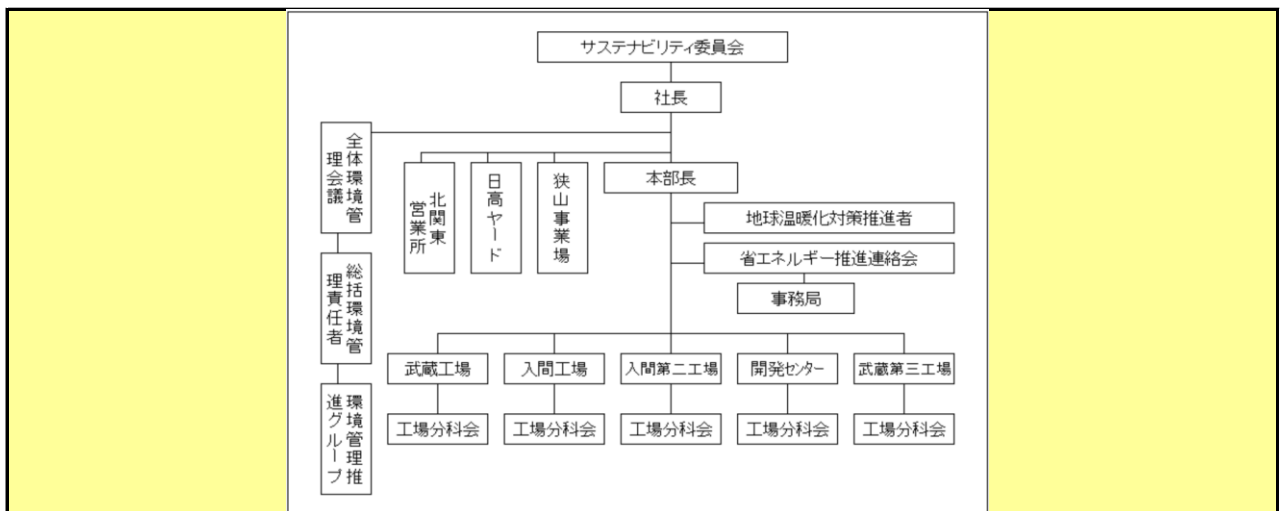 サステナビリティ委員会
社長
全体環境管
理会議
北関東
営業所
日高ヤード
狭山事業場
本部長
地球温暖化対策推進者
省エネルギー推進連絡会
事務局
総括環境管
理責任者
武蔵工場
入間工場
入間第二工場
開発センター
武蔵第三工場
環境管理推
進グループ
工場分科会
工場分科会
工場分科会
工場分科会
工場分科会